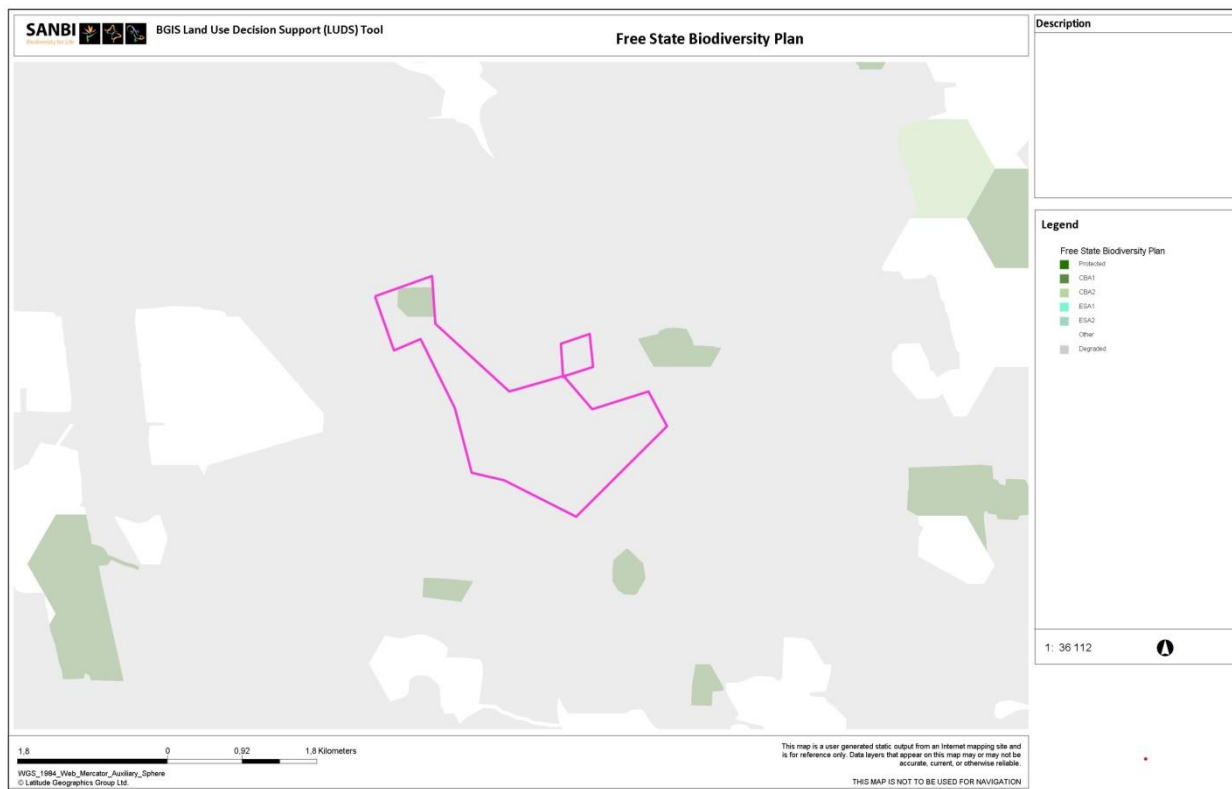 SANBI
Biodiversity for Life
BGIS Land Use Decision Support (LUDS) Tool
Free State Biodiversity Plan
Description
Legend
Free State Biodiversity Plan
Protected
CBA1
CBA2
ESA1
ESA2
Other
Degraded
1: 36 112
1,8 0 0,92 1,8 Kilometers
WGS_1984_Web_Mercator_Auxiliary_Sphere
© Latitude Geographics Group Ltd.
This map is a user generated static output from an Internet mapping site and
is for reference only. Data layers that appear on this map may or may not be
accurate, current, or otherwise reliable.
THIS MAP IS NOT TO BE USED FOR NAVIGATION